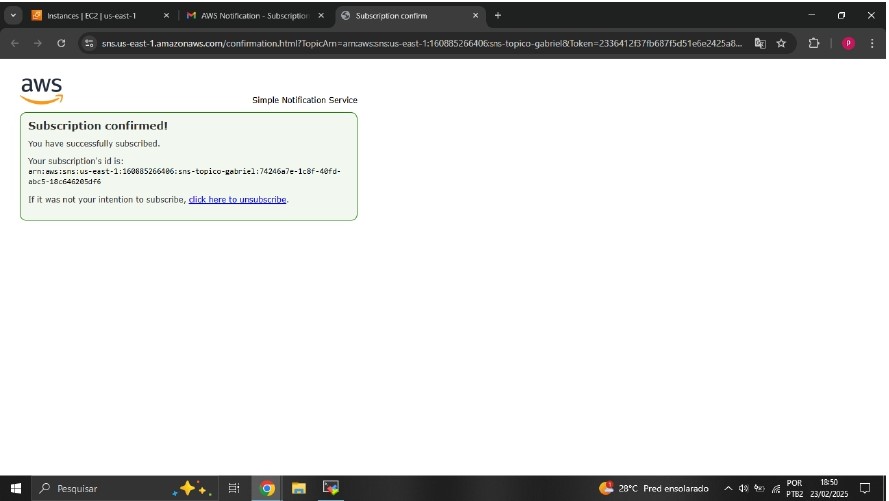 Instances | EC2 | us-east-1
AWS Notification - Subscription
Subscription confirm
sns.us-east-1.amazonaws.com/confirmation.html?TopicArn=arn:aws:sns:us-east-1:160885266406:sns-topico-gabriel&Token=2336412f37fb687f5d51e6e2425a8...
P
aws
Simple Notification Service
Subscription confirmed!
You have successfully subscribed.
Your subscription's id is:
arn:aws:sns:us-east-1:160885266406:sns-topico-gabriel:74246a7e-1c8f-40fd-
abc5-18c646205df6
If it was not your intention to subscribe, click here to unsubscribe.
Pesquisar
28°C Pred ensolarado
POR
PTB2
18:50
23/02/2025